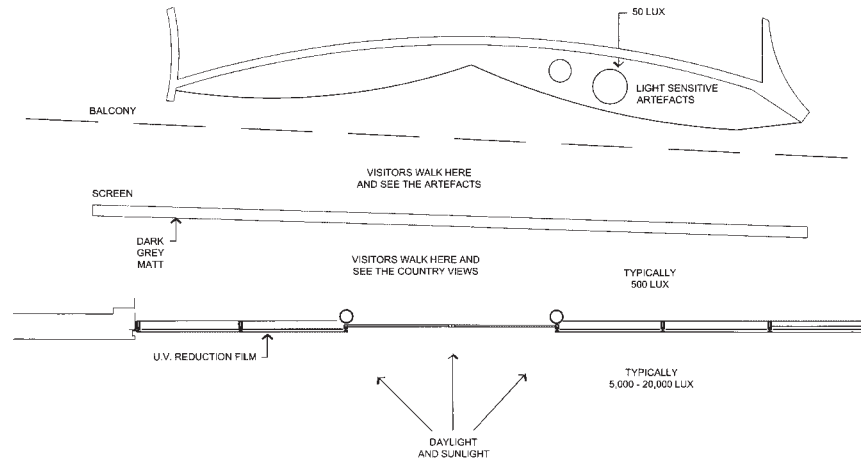 50 LUX
LIGHT SENSITIVE
ARTEFACTS
BALCONY
VISITORS WALK HERE
AND SEE THE ARTEFACTS
SCREEN
DARK
GREY
MATT
VISITORS WALK HERE AND
SEE THE COUNTRY VIEWS
TYPICALLY
500 LUX
U.V. REDUCTION FILM
TYPICALLY
5,000 - 20,000 LUX
DAYLIGHT
AND SUNLIGHT